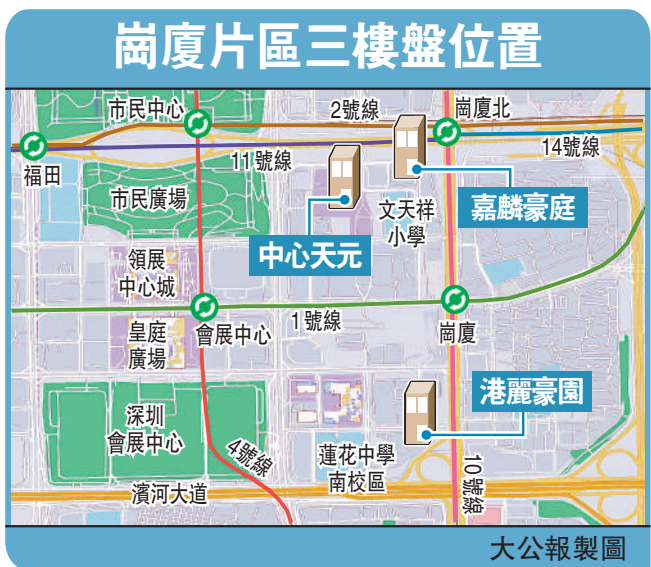 崗廈片區三樓盤位置
市民中心
2號線
崗廈北
福田
11號線
14號線
市民廣場
文天祥
小學
嘉麟豪庭
中心天元
領展
中心城
會展中心
1號線
崗廈
皇庭
廣場
港麗豪園
深圳
會展中心
4號線
蓮花中學
南校區
10號線
濱河大道
大公報製圖